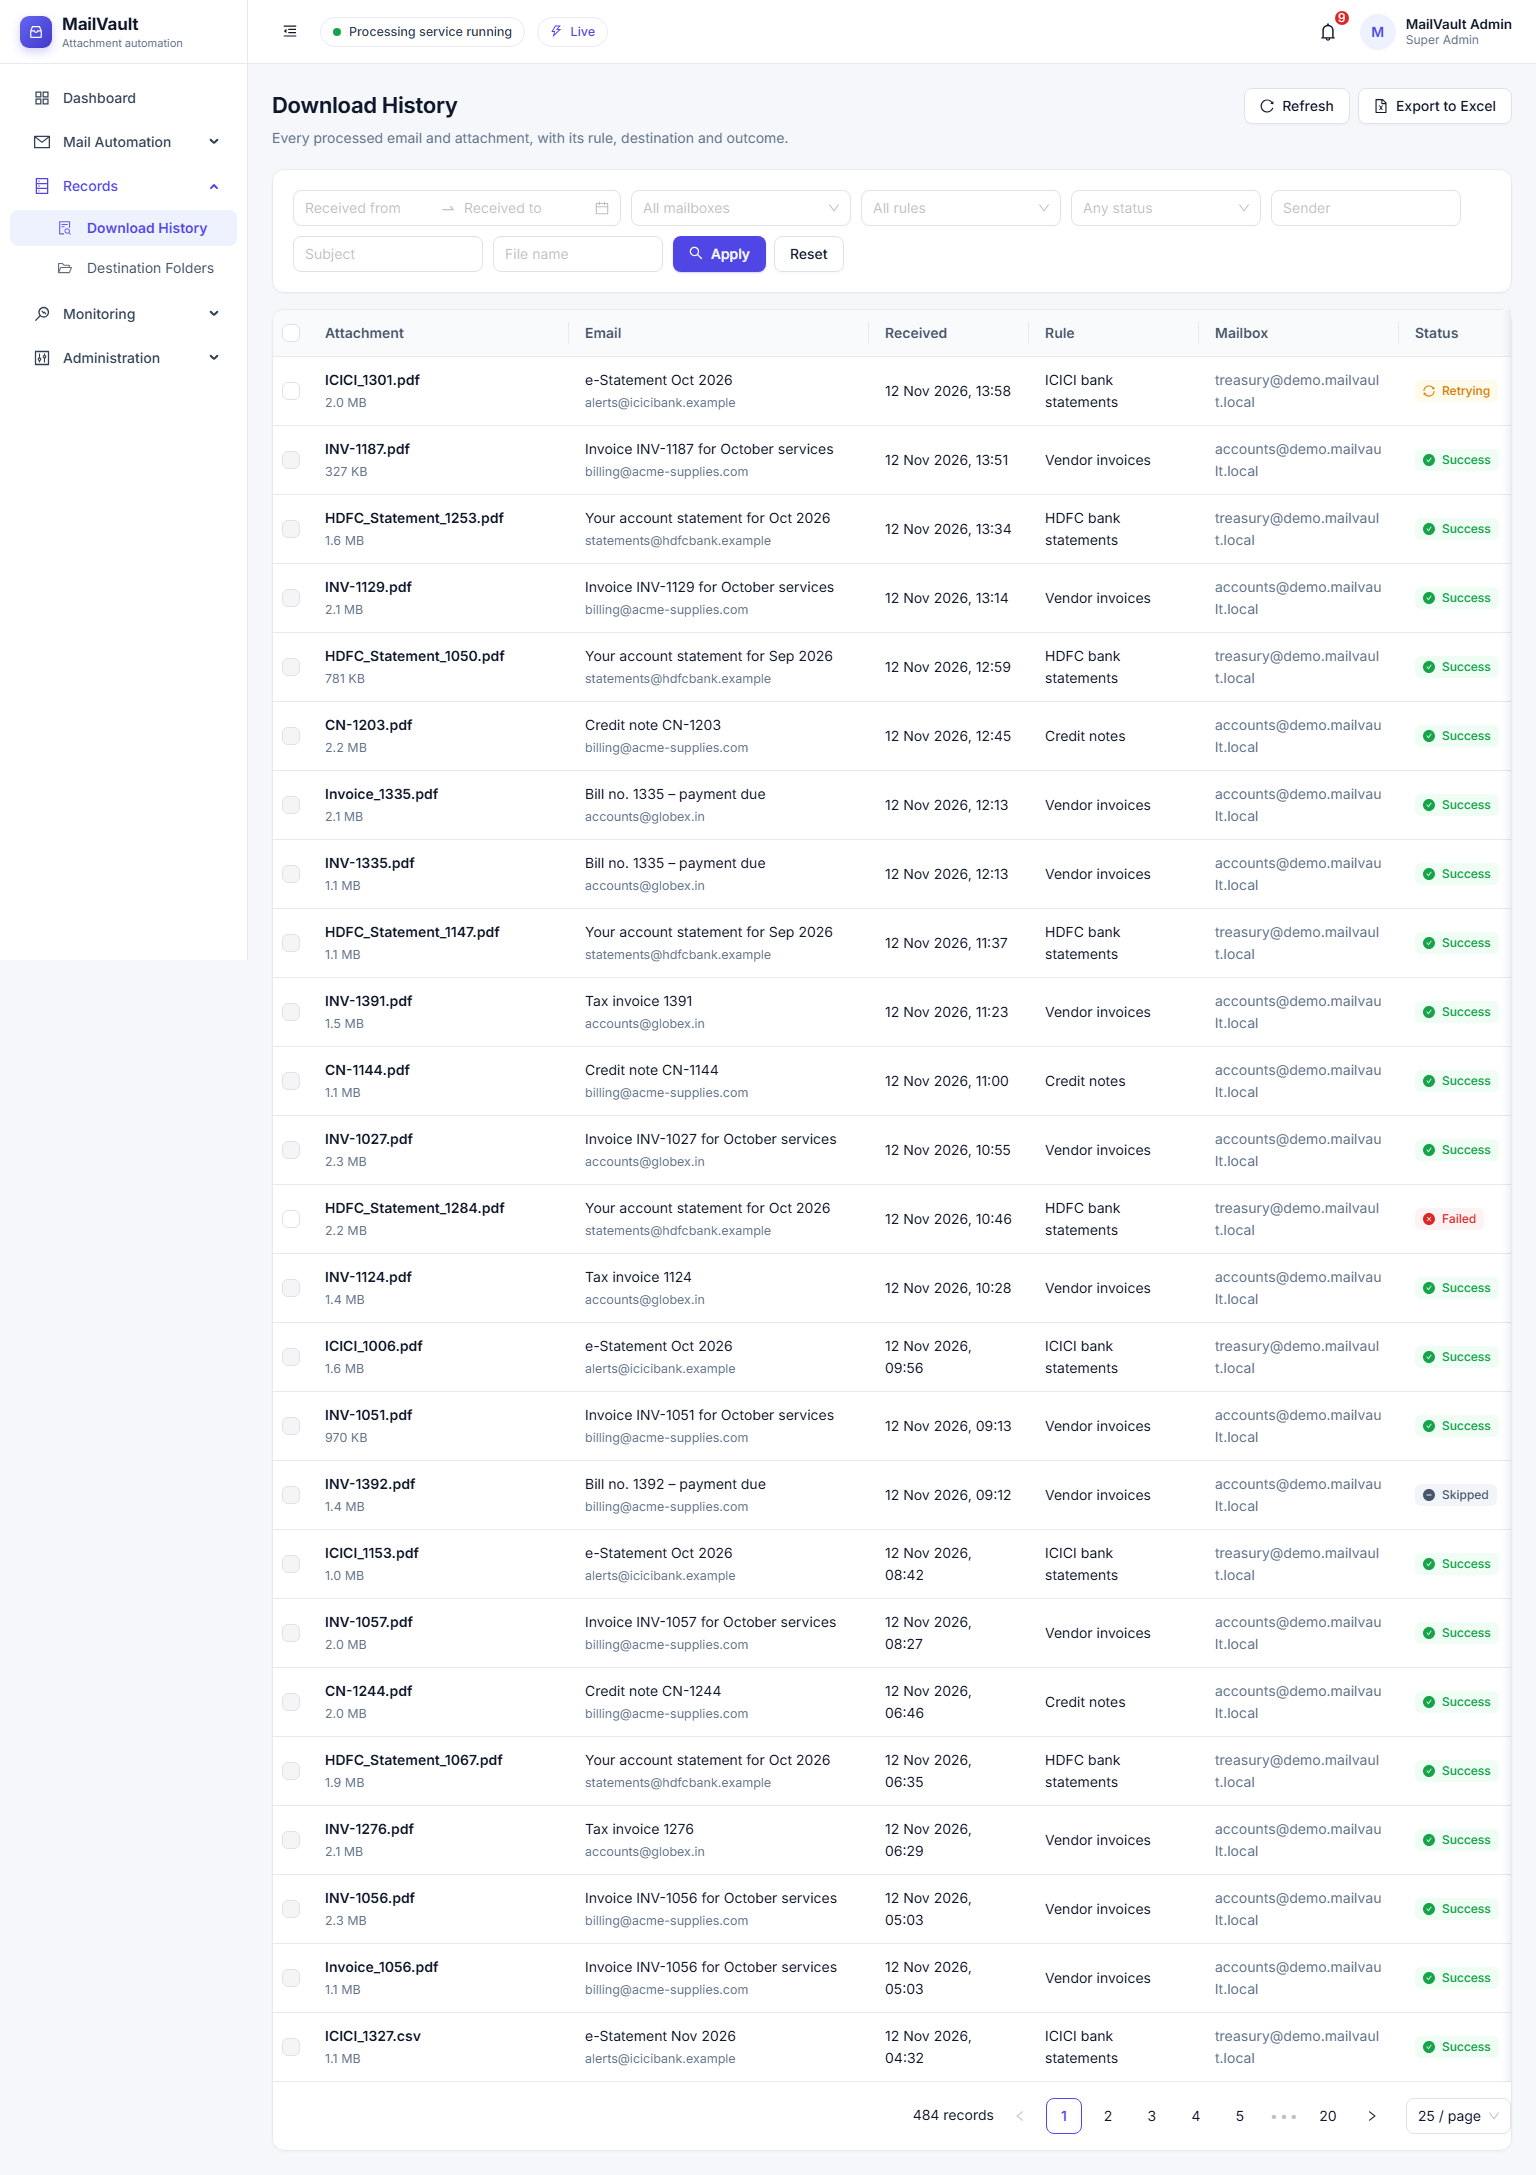 MailVault
Attachment automation
Processing service running
Live
9
M
MailVault Admin
Super Admin
Dashboard
Mail Automation
Records
Download History
Destination Folders
Monitoring
Administration
Download History
Every processed email and attachment, with its rule, destination and outcome.
Refresh
Export to Excel
Received from
Received to
All mailboxes
All rules
Any status
Sender
Subject
File name
Apply
Reset
Attachment Email Received Rule Mailbox Status
ICICI_1301.pdf e-Statement Oct 2026 12 Nov 2026, 13:58 ICICI bank treasury@demo.mailvaul Retrying
2.0 MB alerts@icicibank.example statements t.local
INV-1187.pdf Invoice INV-1187 for October services 12 Nov 2026, 13:51 Vendor invoices accounts@demo.mailvau Success
327 KB billing@acme-supplies.com lt.local
HDFC_Statement_1253.pdf Your account statement for Oct 2026 12 Nov 2026, 13:34 HDFC bank treasury@demo.mailvaul Success
1.6 MB statements@hdfcbank.example statements t.local
INV-1129.pdf Invoice INV-1129 for October services 12 Nov 2026, 13:14 Vendor invoices accounts@demo.mailvau Success
2.1 MB billing@acme-supplies.com lt.local
HDFC_Statement_1050.pdf Your account statement for Sep 2026 12 Nov 2026, 12:59 HDFC bank treasury@demo.mailvaul Success
781 KB statements@hdfcbank.example statements t.local
CN-1203.pdf Credit note CN-1203 12 Nov 2026, 12:45 Credit notes accounts@demo.mailvau Success
2.2 MB billing@acme-supplies.com lt.local
Invoice_1335.pdf Bill no. 1335 – payment due 12 Nov 2026, 12:13 Vendor invoices accounts@demo.mailvau Success
2.1 MB accounts@globex.in lt.local
INV-1335.pdf Bill no. 1335 – payment due 12 Nov 2026, 12:13 Vendor invoices accounts@demo.mailvau Success
1.1 MB accounts@globex.in lt.local
HDFC_Statement_1147.pdf Your account statement for Sep 2026 12 Nov 2026, 11:37 HDFC bank treasury@demo.mailvaul Success
1.1 MB statements@hdfcbank.example statements t.local
INV-1391.pdf Tax invoice 1391 12 Nov 2026, 11:23 Vendor invoices accounts@demo.mailvau Success
1.5 MB accounts@globex.in lt.local
CN-1144.pdf Credit note CN-1144 12 Nov 2026, 11:00 Credit notes accounts@demo.mailvau Success
1.1 MB billing@acme-supplies.com lt.local
INV-1027.pdf Invoice INV-1027 for October services 12 Nov 2026, 10:55 Vendor invoices accounts@demo.mailvau Success
2.3 MB accounts@globex.in lt.local
HDFC_Statement_1284.pdf Your account statement for Oct 2026 12 Nov 2026, 10:46 HDFC bank treasury@demo.mailvaul Failed
2.2 MB statements@hdfcbank.example statements t.local
INV-1124.pdf Tax invoice 1124 12 Nov 2026, 10:28 Vendor invoices accounts@demo.mailvau Success
1.4 MB accounts@globex.in lt.local
ICICI_1006.pdf e-Statement Oct 2026 12 Nov 2026, ICICI bank treasury@demo.mailvaul Success
1.6 MB alerts@icicibank.example 09:56 statements t.local
INV-1051.pdf Invoice INV-1051 for October services 12 Nov 2026, 09:13 Vendor invoices accounts@demo.mailvau Success
970 KB billing@acme-supplies.com lt.local
INV-1392.pdf Bill no. 1392 – payment due 12 Nov 2026, 09:12 Vendor invoices accounts@demo.mailvau Skipped
1.4 MB billing@acme-supplies.com lt.local
ICICI_1153.pdf e-Statement Oct 2026 12 Nov 2026, ICICI bank treasury@demo.mailvaul Success
1.0 MB alerts@icicibank.example 08:42 statements t.local
INV-1057.pdf Invoice INV-1057 for October services 12 Nov 2026, Vendor invoices accounts@demo.mailvau Success
2.0 MB billing@acme-supplies.com 08:27 lt.local
CN-1244.pdf Credit note CN-1244 12 Nov 2026, Credit notes accounts@demo.mailvau Success
2.0 MB billing@acme-supplies.com 06:46 lt.local
HDFC_Statement_1067.pdf Your account statement for Oct 2026 12 Nov 2026, HDFC bank treasury@demo.mailvaul Success
1.9 MB statements@hdfcbank.example 06:35 statements t.local
INV-1276.pdf Tax invoice 1276 12 Nov 2026, Vendor invoices accounts@demo.mailvau Success
2.1 MB accounts@globex.in 06:29 lt.local
INV-1056.pdf Invoice INV-1056 for October services 12 Nov 2026, Vendor invoices accounts@demo.mailvau Success
2.3 MB billing@acme-supplies.com 05:03 lt.local
Invoice_1056.pdf Invoice INV-1056 for October services 12 Nov 2026, Vendor invoices accounts@demo.mailvau Success
1.1 MB billing@acme-supplies.com 05:03 lt.local
ICICI_1327.csv e-Statement Nov 2026 12 Nov 2026, ICICI bank treasury@demo.mailvaul Success
1.1 MB alerts@icicibank.example 04:32 statements t.local
484 records 1 2 3 4 5 ••• 20 25 / page